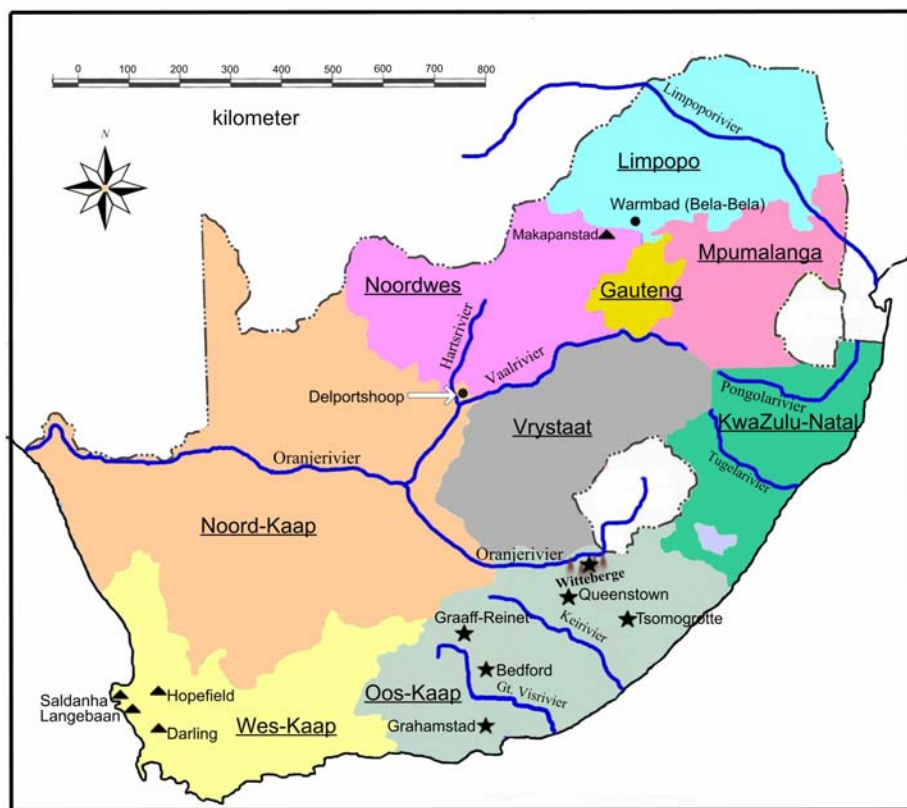 0 100 200 300 400 500 600 700 800
kilometer
N
Limpoporivier
Limpopo
Warmbad (Bela-Bela)
Makapanstad
Mpumalanga
Noordwes
Gauteng
Hartsrivier
Vaalrivier
Delportshoop
Pongolarivier
Vrystaat
KwaZulu-Natal
Oranjerivier
Tugelarivier
Noord-Kaap
Oranjerivier
Witteberge
Queenstown
Graaff-Reinet
Keirivier
Tsomogrotte
Bedford
Saldanha
Hopefield
Oos-Kaap
Gt. Visrivier
Langebaan
Wes-Kaap
Grahamstad
Darling